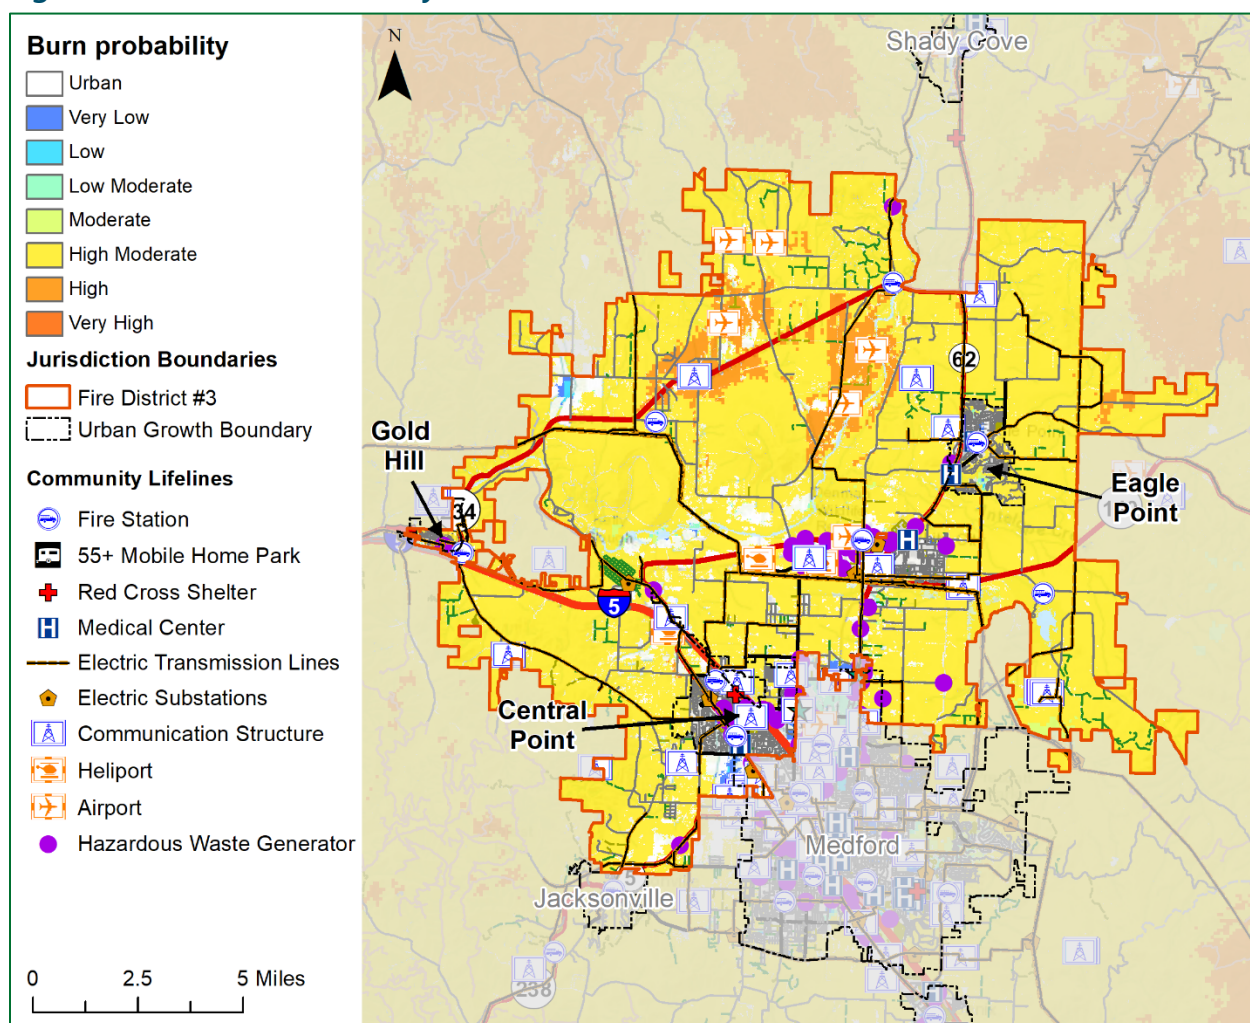 Burn probability
Urban
Very Low
Low
Low Moderate
Moderate
High Moderate
High
Very High
Jurisdiction Boundaries
Fire District #3
Urban Growth Boundary
Community Lifelines
Fire Station
55+ Mobile Home Park
Red Cross Shelter
H Medical Center
Electric Transmission Lines
Electric Substations
Communication Structure
Heliport
Airport
Hazardous Waste Generator
0 2.5 5 Miles
N
Shady Cove
62
Gold
Hill
Eagle
Point
34
5
Central
Point
Medford
Jacksonville
238